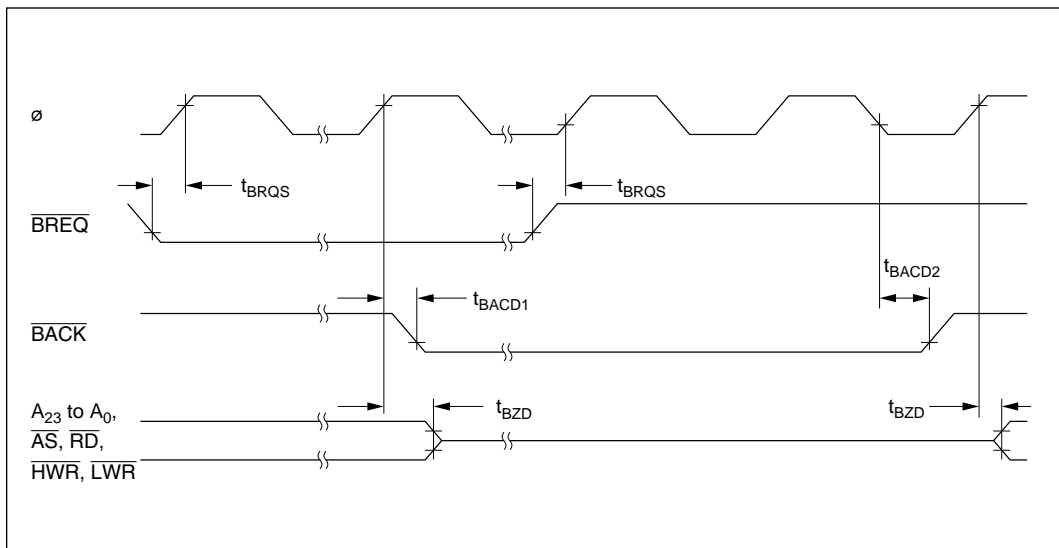 ø
tBRQS tBRQS
BREQ
tBACD1 tBACD2
BACK
A23 to A0,
AS, RD,
HWR, LWR
tBZD tBZD